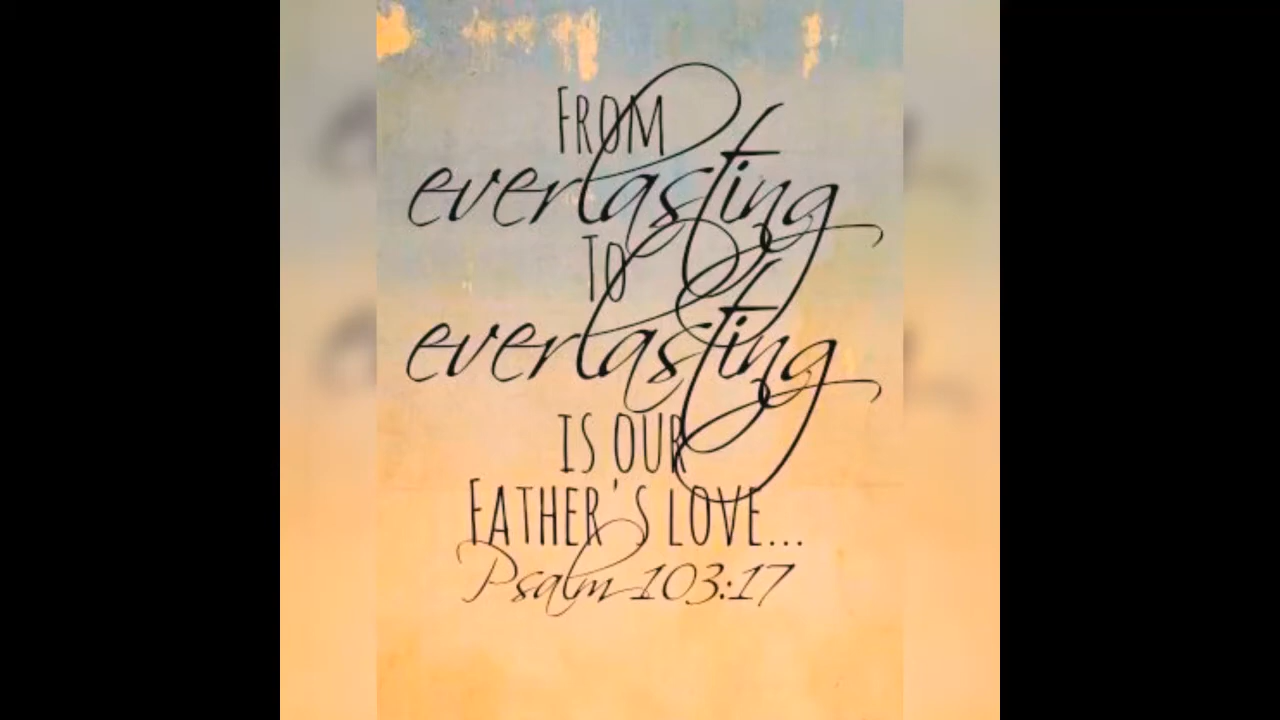 FROM
everlasting
TO
everlasting
IS OUR
FATHER'S LOVE...
Psalm 103:17